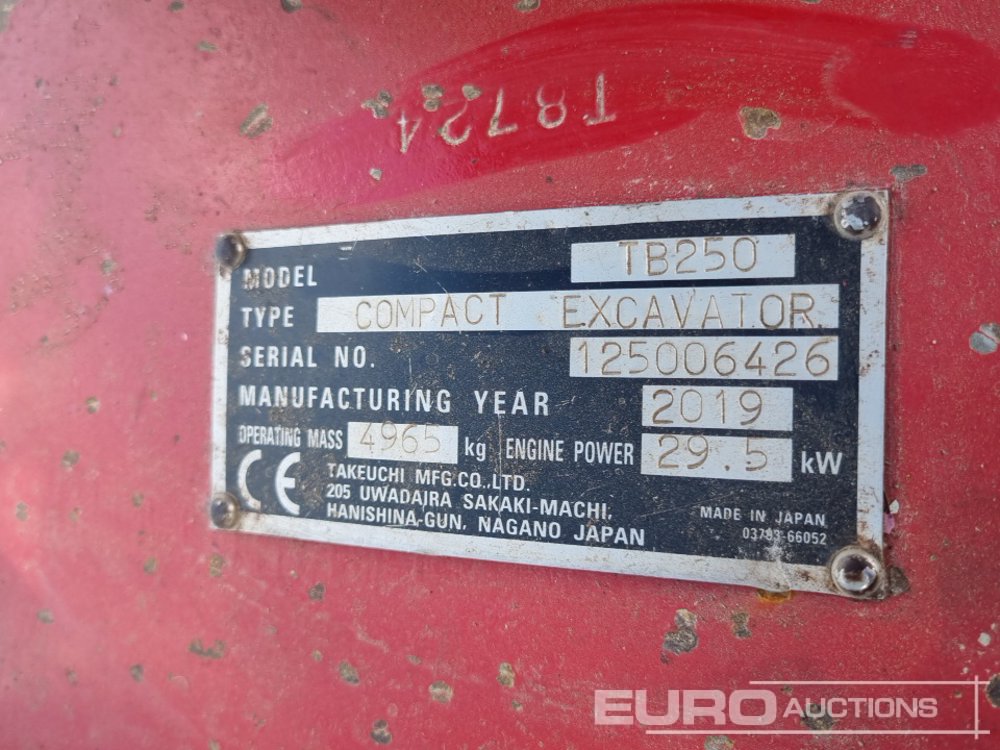 T8724
MODEL TB250
TYPE COMPACT EXCAVATOR.
SERIAL NO. 125006426
MANUFACTURING YEAR 2019
OPERATING MASS 4965 kg ENGINE POWER 29.5 kW
CE TAKEUCHI MFG.CO.,LTD.
205 UWADAIRA SAKAKI-MACHI,
HANISHINA-GUN, NAGANO JAPAN
MADE IN JAPAN
03783-66052
EURO AUCTIONS